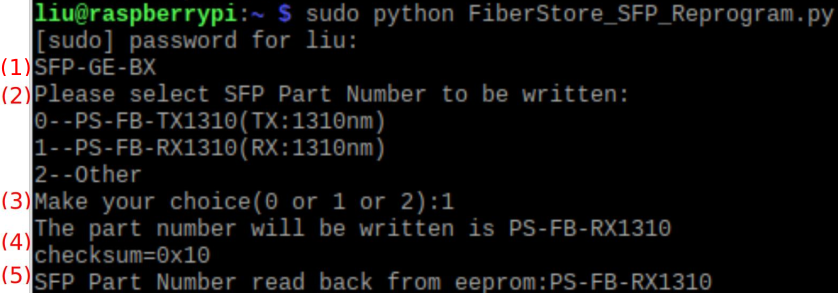 liu@raspberrypi:~ $ sudo python FiberStore_SFP_Reprogram.py
[sudo] password for liu:
(1) SFP-GE-BX
(2) Please select SFP Part Number to be written:
0--PS-FB-TX1310(TX:1310nm)
1--PS-FB-RX1310(RX:1310nm)
2--Other
(3) Make your choice(0 or 1 or 2):1
The part number will be written is PS-FB-RX1310
(4) checksum=0x10
(5) SFP Part Number read back from eeprom:PS-FB-RX1310